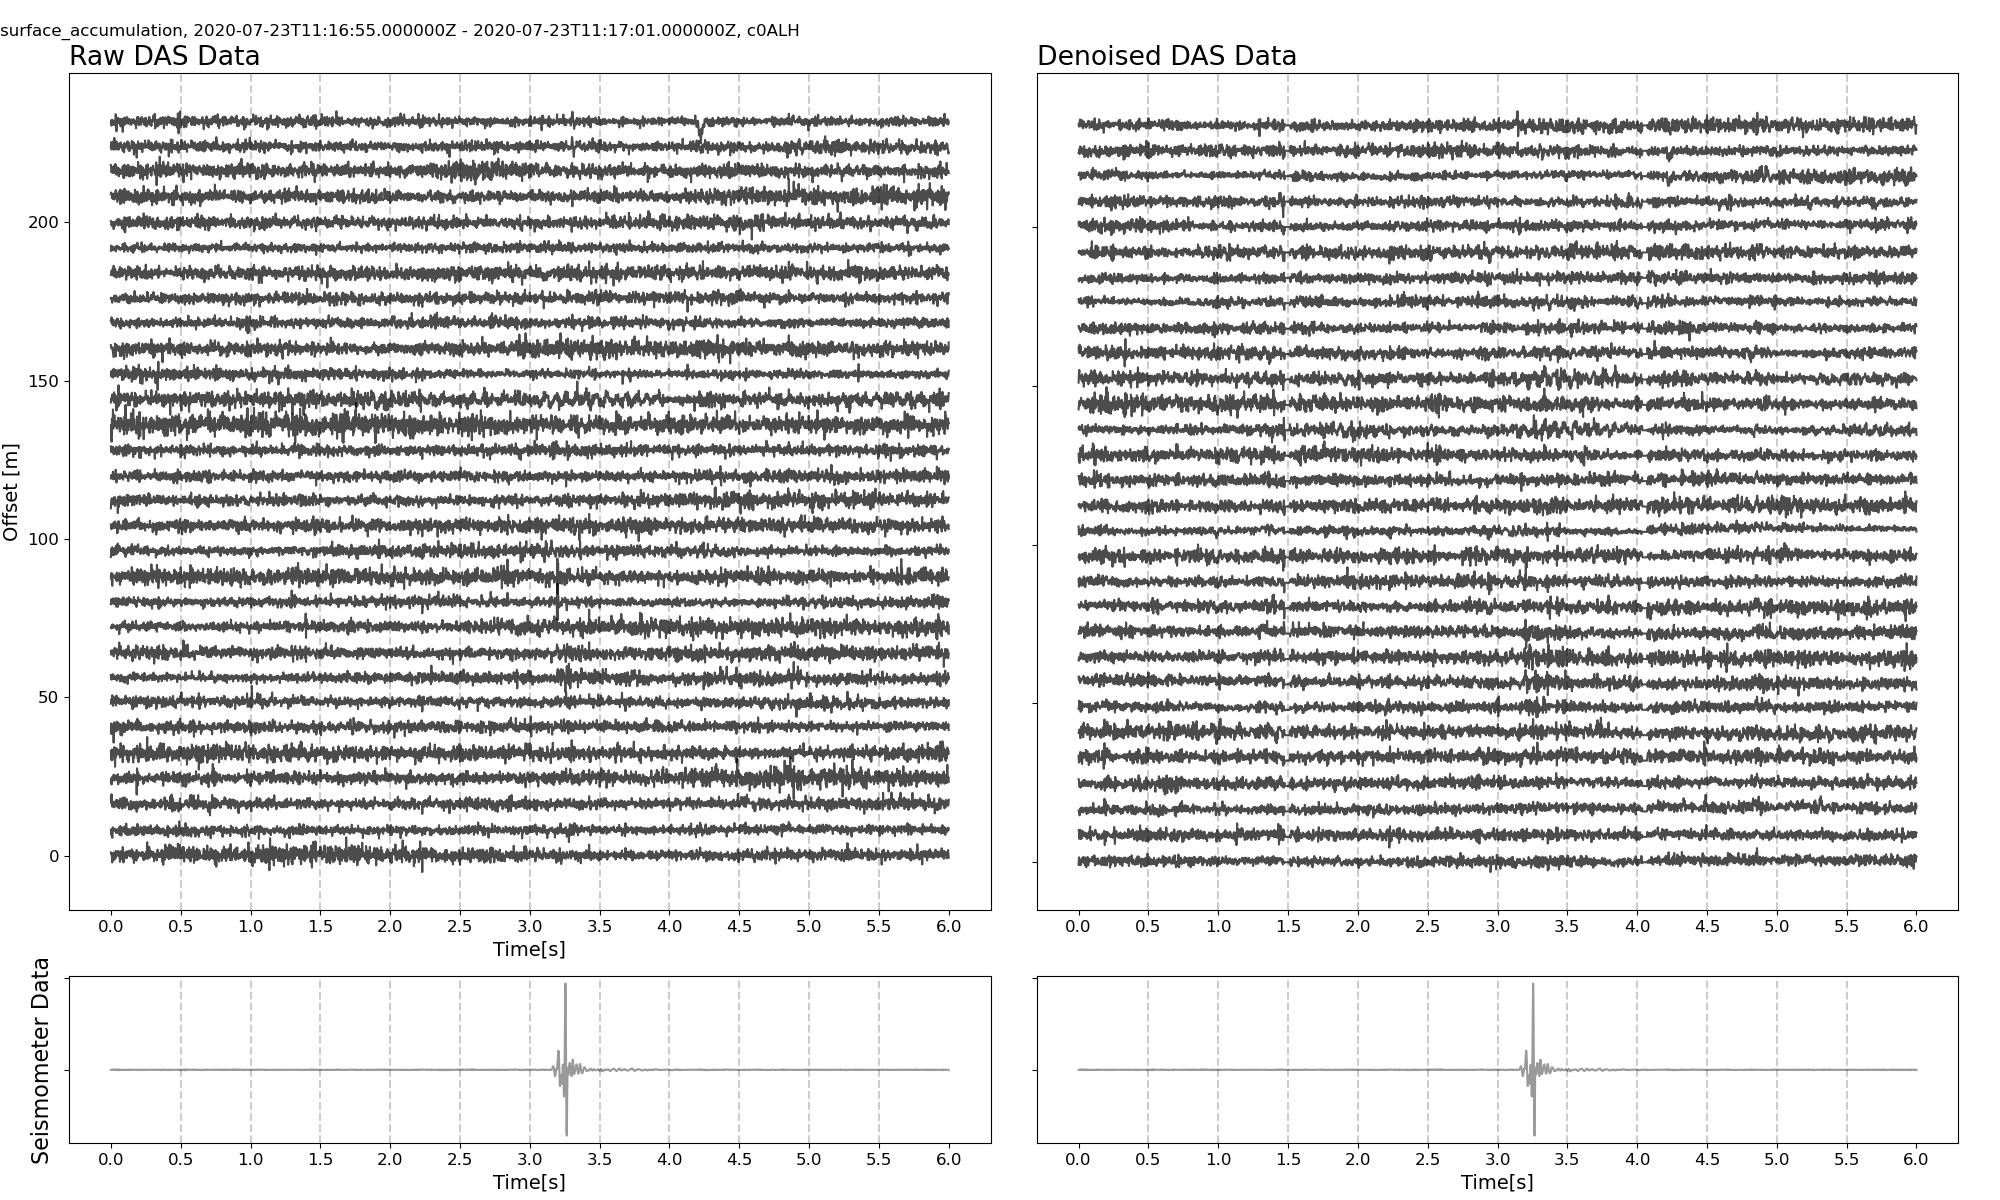 surface_accumulation, 2020-07-23T11:16:55.000000Z - 2020-07-23T11:17:01.000000Z, c0ALH
Raw DAS Data
Denoised DAS Data
Offset [m]
200
150
100
50
0
0.0 0.5 1.0 1.5 2.0 2.5 3.0 3.5 4.0 4.5 5.0 5.5 6.0
Time[s]
0.0 0.5 1.0 1.5 2.0 2.5 3.0 3.5 4.0 4.5 5.0 5.5 6.0
Seismometer Data
0.0 0.5 1.0 1.5 2.0 2.5 3.0 3.5 4.0 4.5 5.0 5.5 6.0
Time[s]
0.0 0.5 1.0 1.5 2.0 2.5 3.0 3.5 4.0 4.5 5.0 5.5 6.0
Time[s]